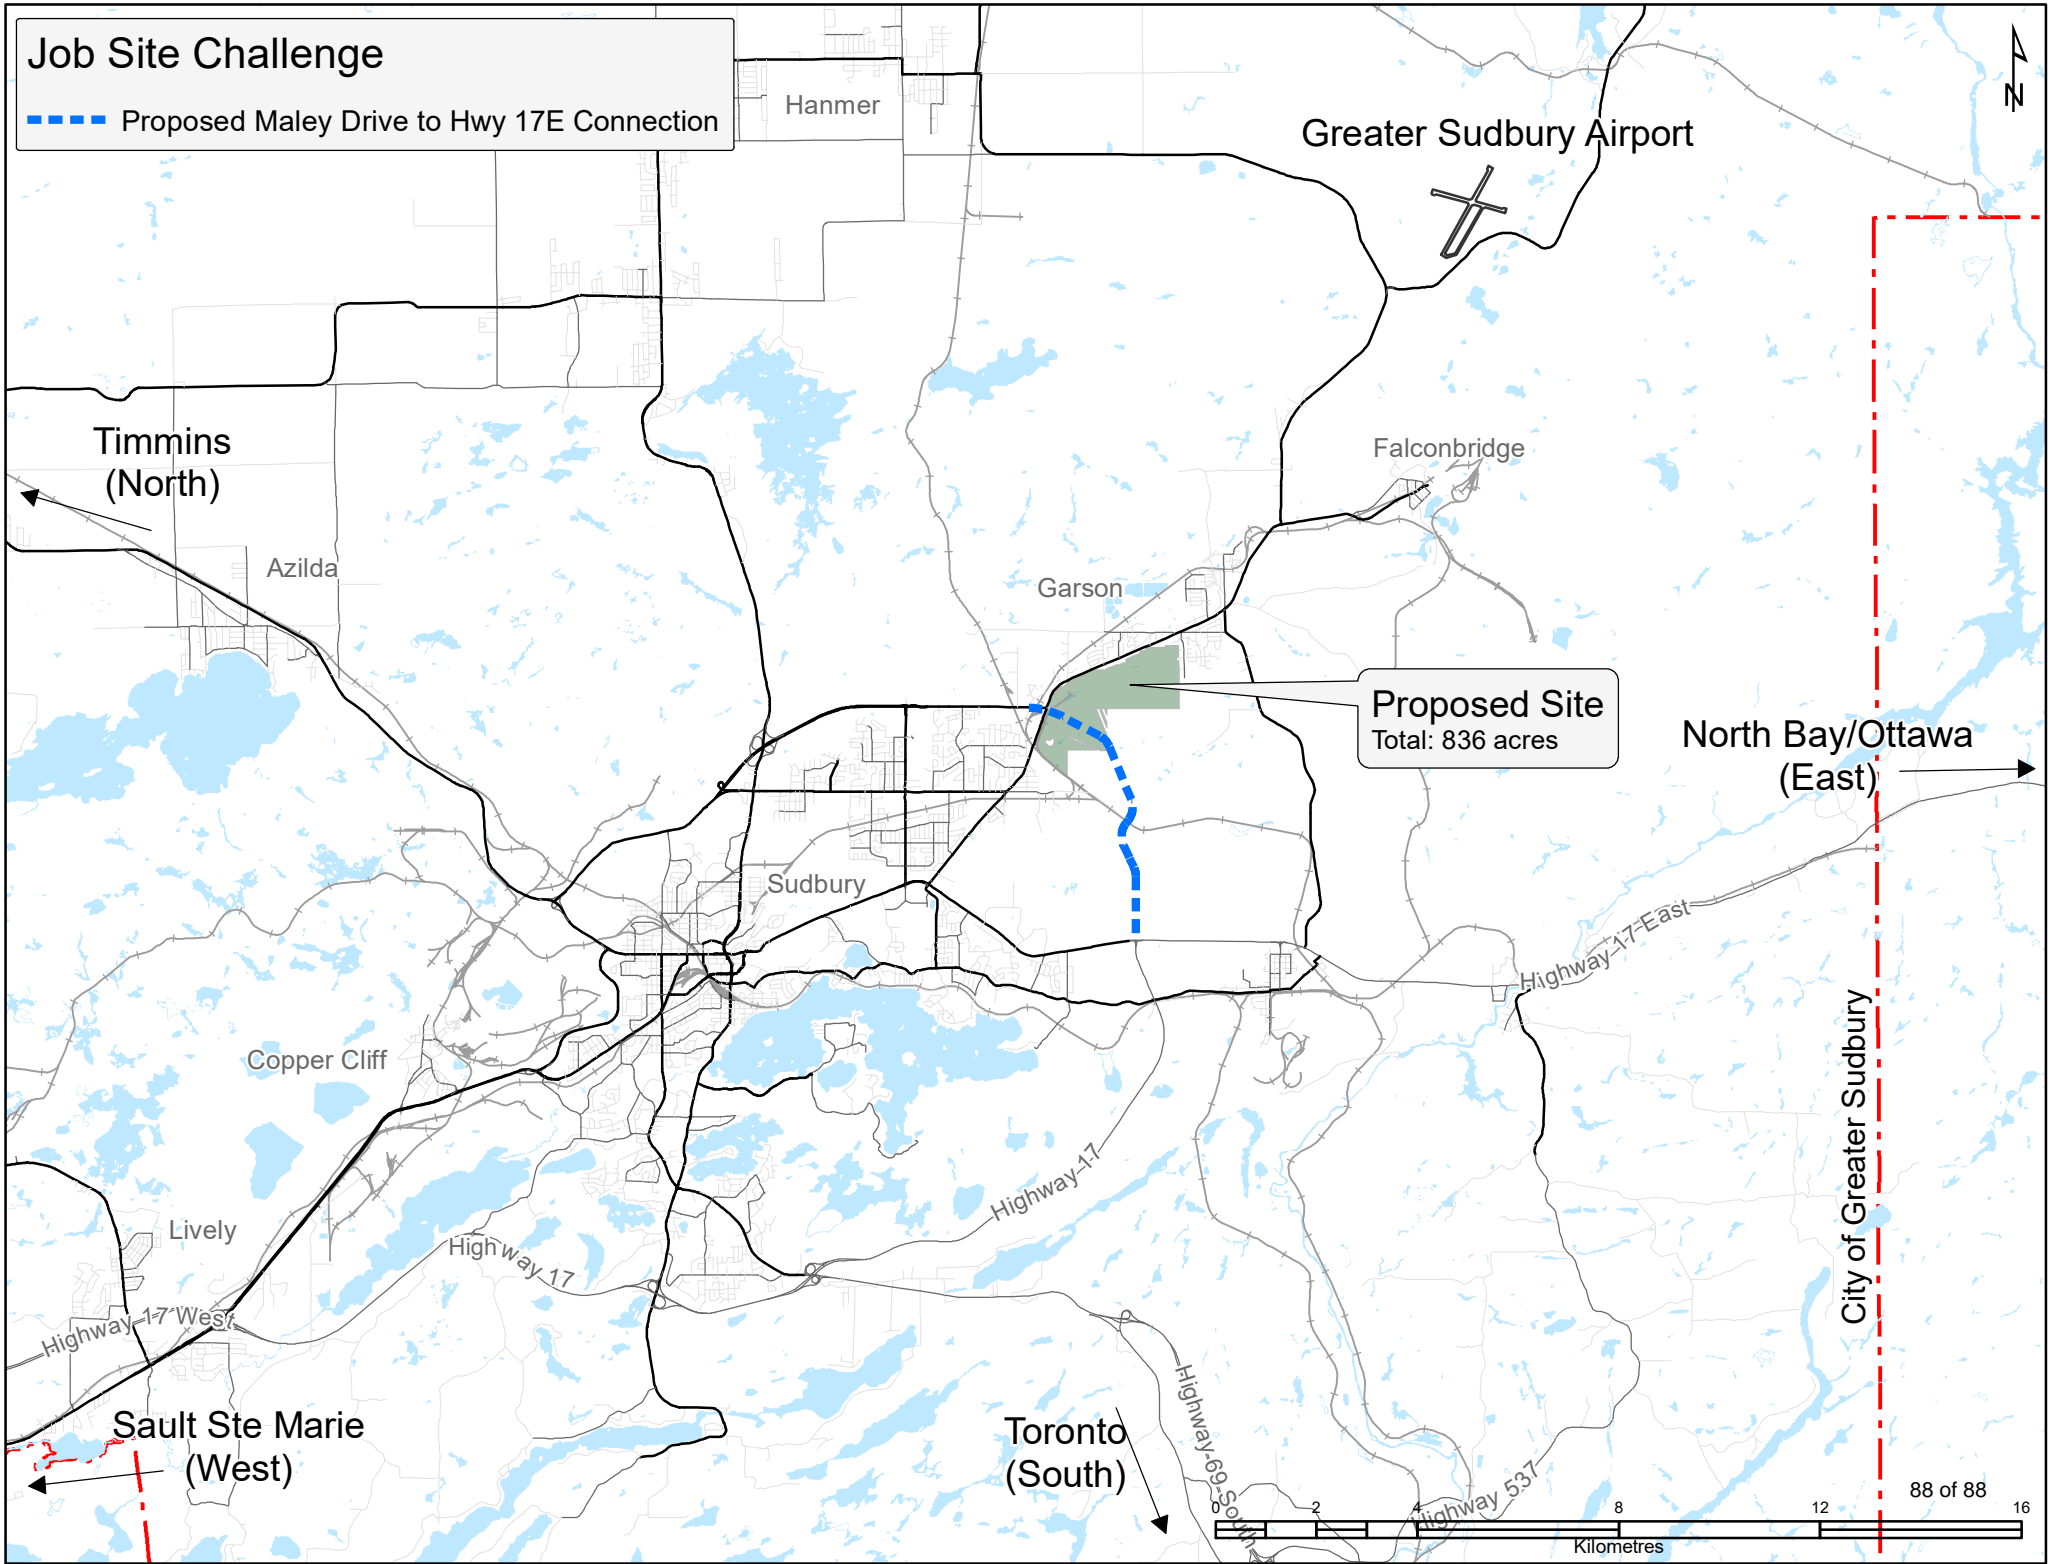 Job Site Challenge
Proposed Maley Drive to Hwy 17E Connection
Hanmer
Greater Sudbury Airport
N
Timmins
(North)
Falconbridge
Azilda
Garson
Proposed Site
Total: 836 acres
North Bay/Ottawa
(East)
Sudbury
Highway 17 East
Copper Cliff
City of Greater Sudbury
Highway 17
Lively
Highway 17
Highway 17 West
Sault Ste Marie
(West)
Toronto
(South)
Highway 69 South
Highway 537
88 of 88
0 2 4 8 12 16
Kilometres